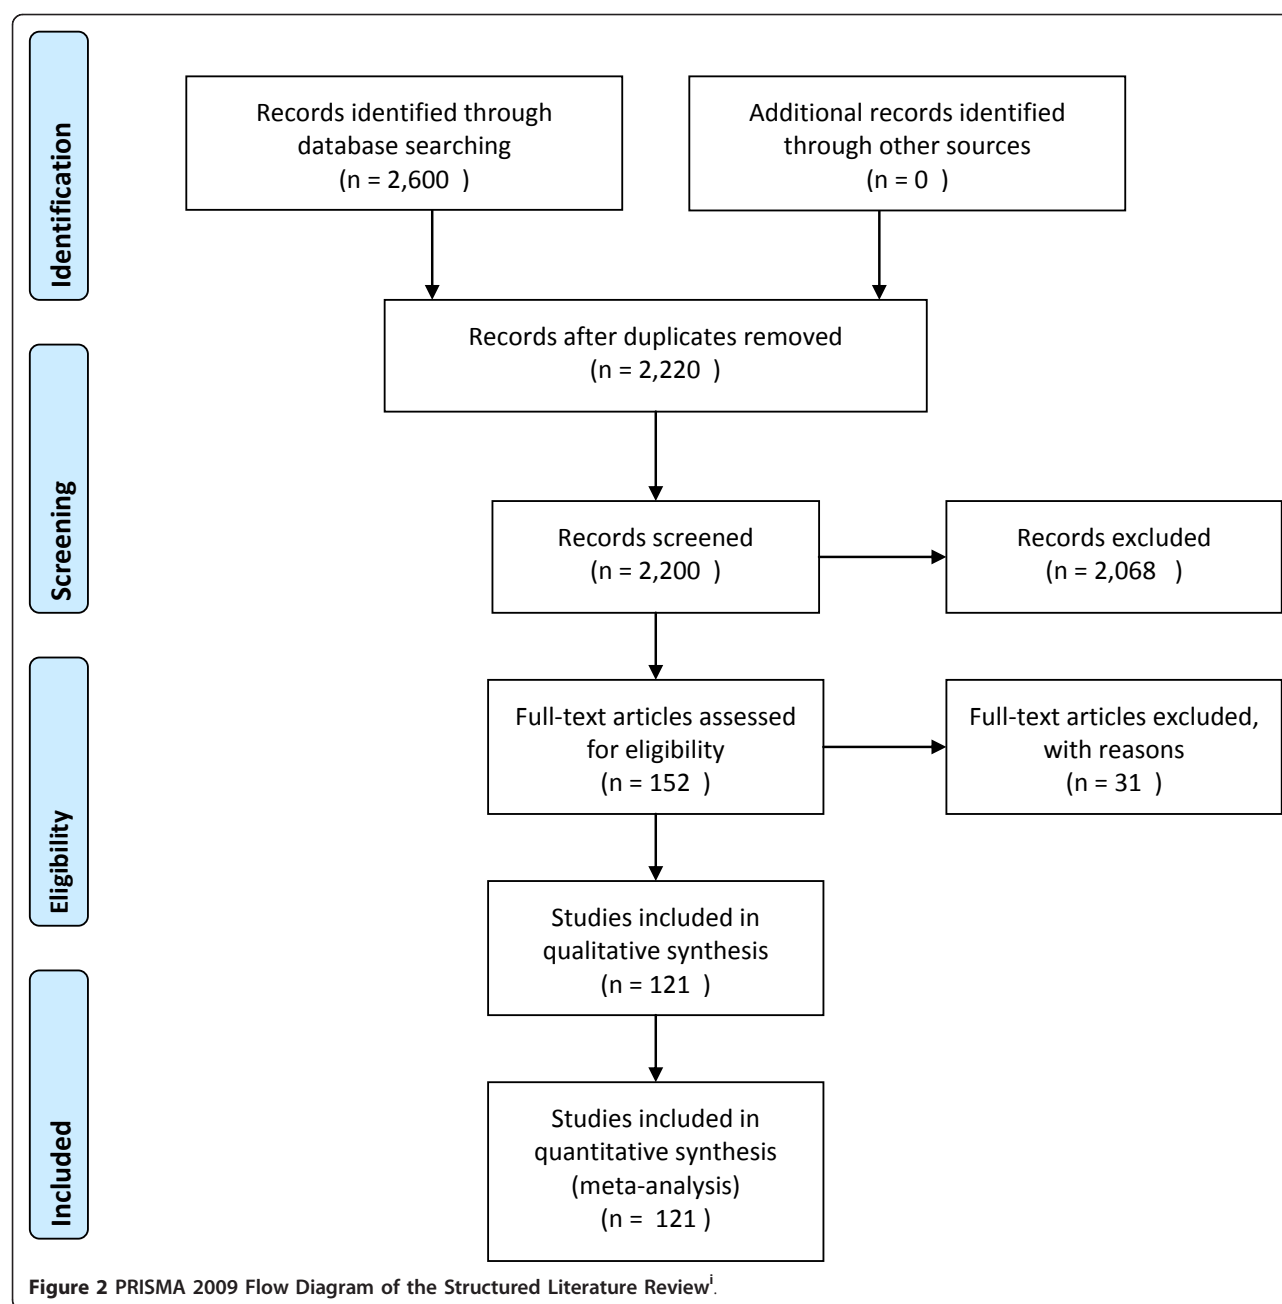 Identification
Records identified through
database searching
(n = 2,600  )
Additional records identified
through other sources
(n = 0  )
Records after duplicates removed
(n = 2,220  )
Screening
Records screened
(n = 2,200  )
Records excluded
(n = 2,068  )
Eligibility
Full-text articles assessed
for eligibility
(n = 152  )
Full-text articles excluded,
with reasons
(n = 31  )
Studies included in
qualitative synthesis
(n = 121  )
Included
Studies included in
quantitative synthesis
(meta-analysis)
(n =  121 )
Figure 2 PRISMA 2009 Flow Diagram of the Structured Literature Reviewⁱ.